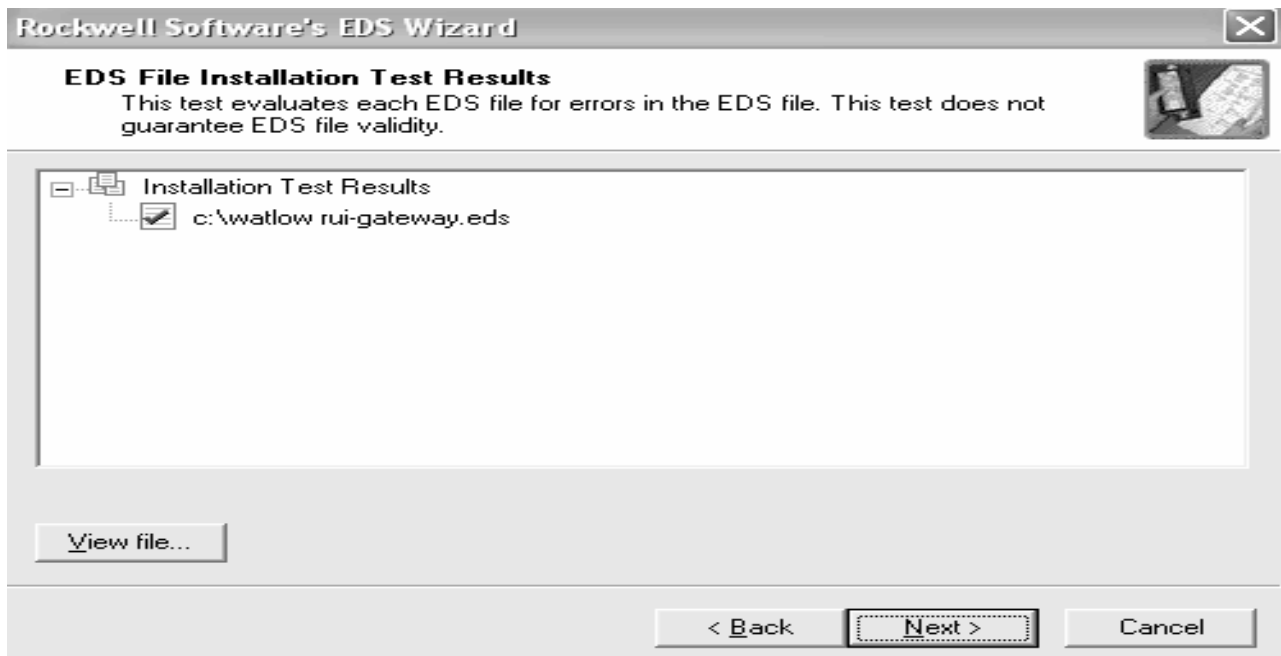 Rockwell Software's EDS Wizard
EDS File Installation Test Results
This test evaluates each EDS file for errors in the EDS file. This test does not
guarantee EDS file validity.
Installation Test Results
c:\watlow rui-gateway.eds
View file...
< Back
Next >
Cancel